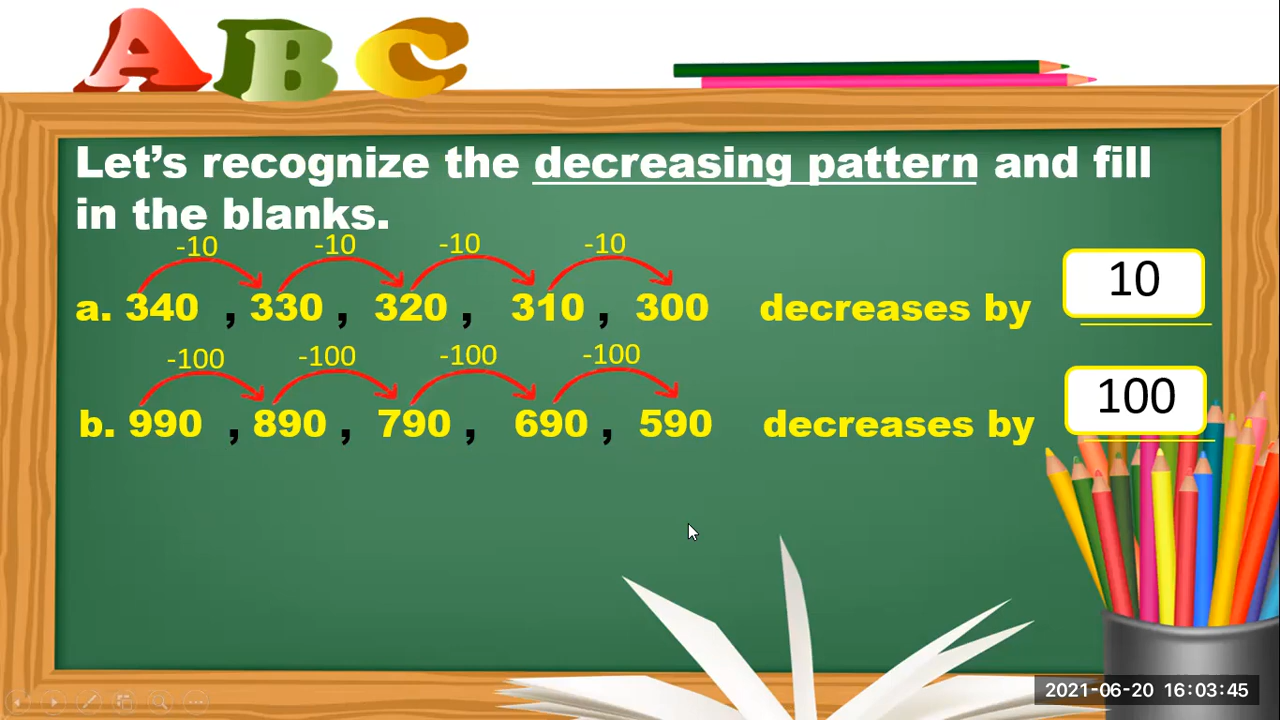 ABC
Let’s recognize the decreasing pattern and fill
in the blanks.
-10 -10 -10 -10
a. 340 , 330 , 320 , 310 , 300 decreases by 10
-100 -100 -100 -100
b. 990 , 890 , 790 , 690 , 590 decreases by 100
2021-06-20 16:03:45